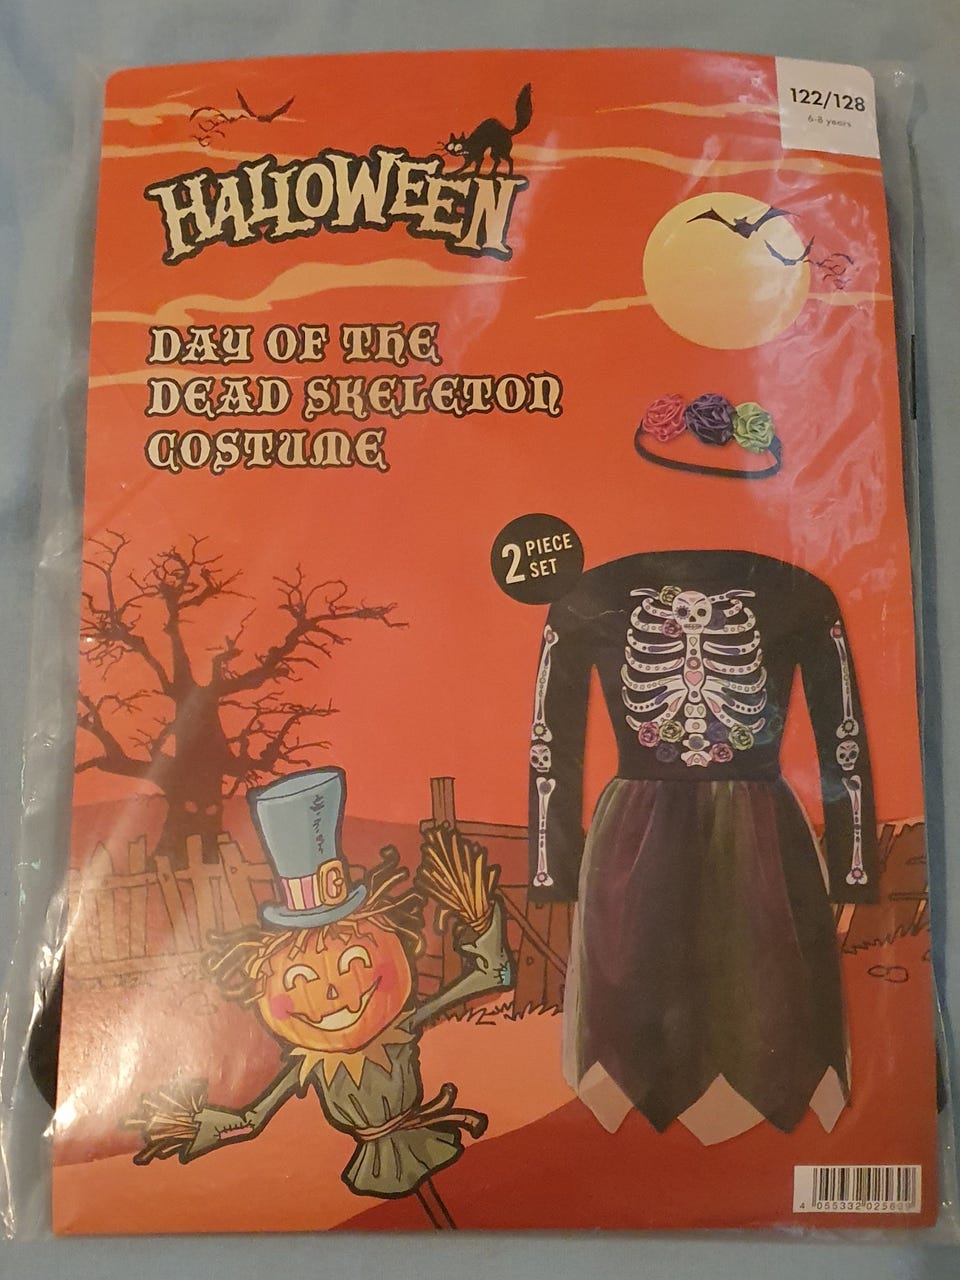 122/128
6-8 years
HALLOWEEN
DAY OF THE
DEAD SKELETON
COSTUME
2 PIECE
SET